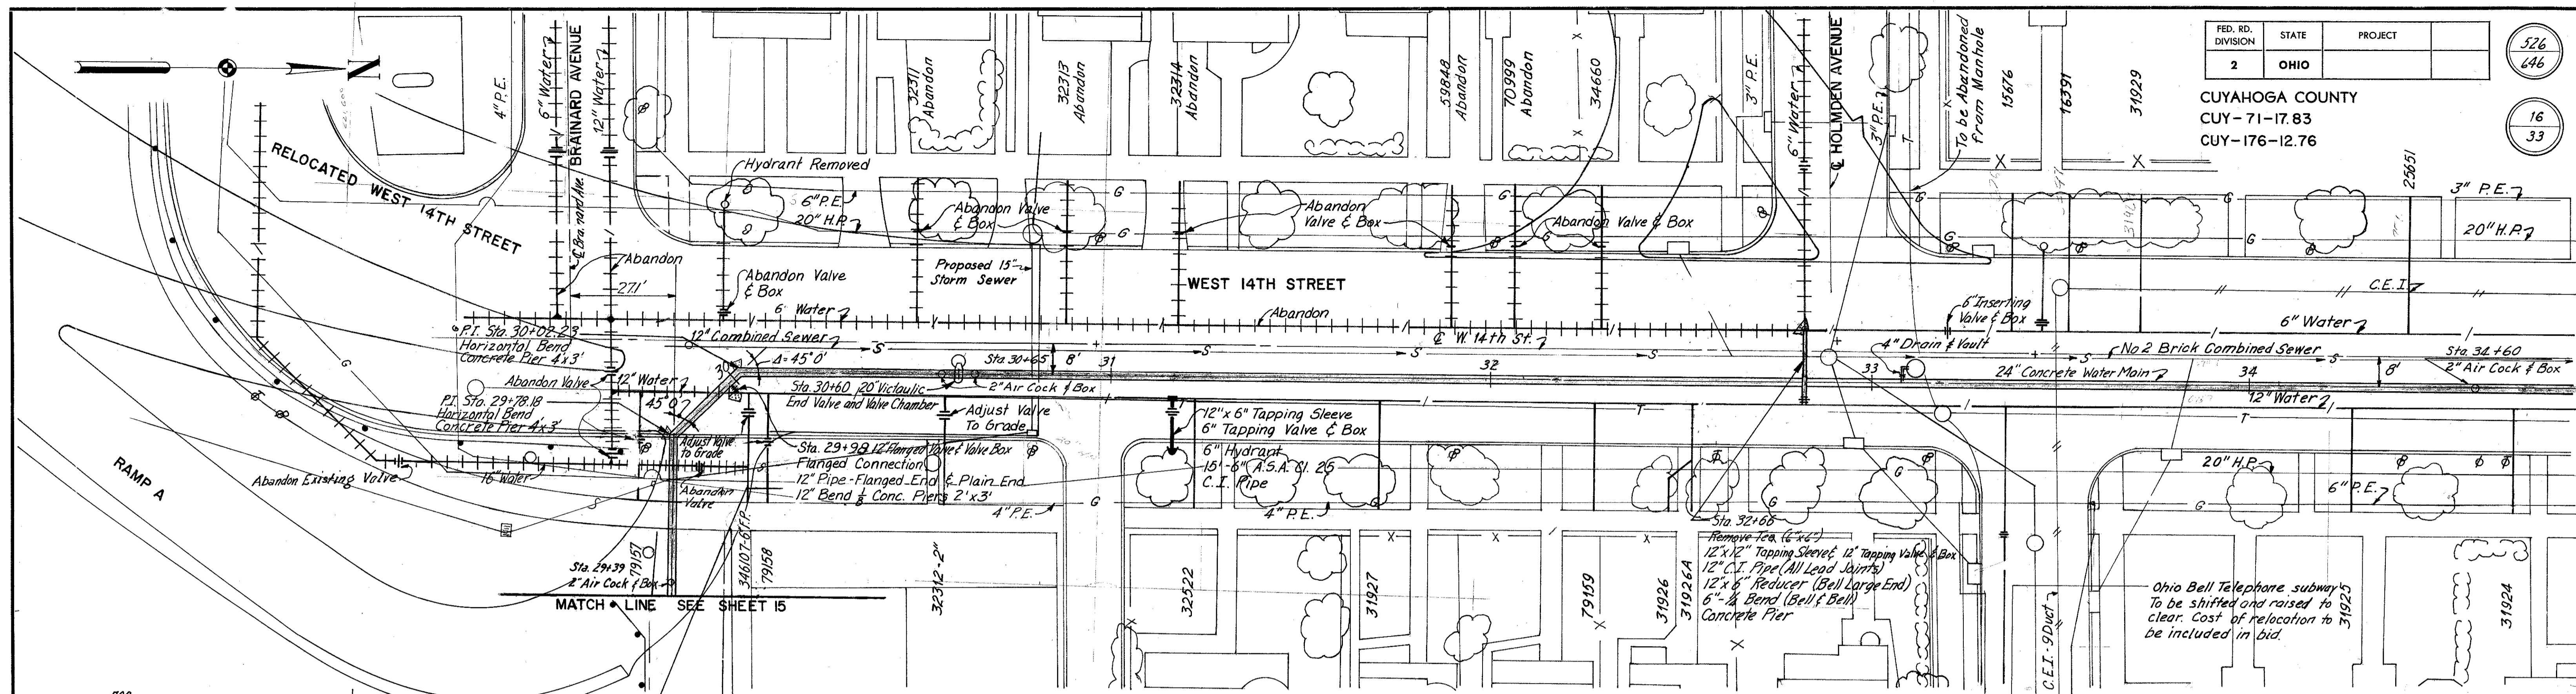 FED. RD. DIVISION
STATE
PROJECT
2
OHIO
526
646
CUYAHOGA COUNTY
CUY-71-17.83
CUY-176-12.76
16
33
N
RELOCATED WEST 14TH STREET
RAMP A
4" P.E.
6" Water
BRAINARD AVENUE
12" Water
℄ Brainard Ave.
Hydrant Removed
6" P.E.
20" H.P.
32311
Abandon
32313
Abandon
32314
Abandon
59848
Abandon
70999
Abandon
34660
3" P.E.
6" Water
℄ HOLMDEN AVENUE
3" P.E.
T
To be Abandoned
from Manhole
15676
16391
31929
25651
3" P.E.
20" H.P.
Abandon Valve
& Box
Abandon
Valve & Box
Abandon Valve & Box
Abandon
27.1'
Abandon Valve
& Box
Proposed 15"
Storm Sewer
WEST 14TH STREET
6" Water
Abandon
C.E.I.
6" Inserting
Valve & Box
6" Water
P.I. Sta. 30+02.23
Horizontal Bend
Concrete Pier 4'x3'
12" Combined Sewer
Δ=45°0'
Sta. 30+65
8'
31
℄ W. 14th St.
32
4" Drain & Vault
33
No 2 Brick Combined Sewer
24" Concrete Water Main
34
8'
Sta. 34+60
2" Air Cock & Box
Abandon Valve
12" Water
30
45°0'
Sta. 30+60 20" Victaulic
End Valve and Valve Chamber
2" Air Cock & Box
12" Water
P.I. Sta. 29+78.18
Horizontal Bend
Concrete Pier 4'x3'
Adjust Valve
to Grade
Adjust Valve
To Grade
Sta. 29+98 12" Flanged Valve & Valve Box
Flanged Connection
12" Pipe-Flanged End & Plain End
12" Bend ⅛ Conc. Piers 2'x3'
12"x 6" Tapping Sleeve
6" Tapping Valve & Box
6" Hydrant
15'-6" A.S.A. Cl. 25
C.I. Pipe
Abandon Existing Valve
16" Water
Abandon
Valve
4" P.E.
4" P.E.
20" H.P.
6" P.E.
Sta. 29+39
2" Air Cock & Box
79157
346107-6" F.P.
79158
32312-2"
32522
31927
79159
31926
31926A
Sta. 32+66
Remove Tee (6"x6")
12"x12" Tapping Sleeve & 12" Tapping Valve & Box
12" C.I. Pipe (All Lead Joints)
12"x 6" Reducer (Bell Large End)
6"-¼ Bend (Bell & Bell)
Concrete Pier
C.E.I. - 9 Duct
Ohio Bell Telephone subway
To be shifted and raised to
clear. Cost of relocation to
be included in bid.
31925
31924
MATCH LINE SEE SHEET 15